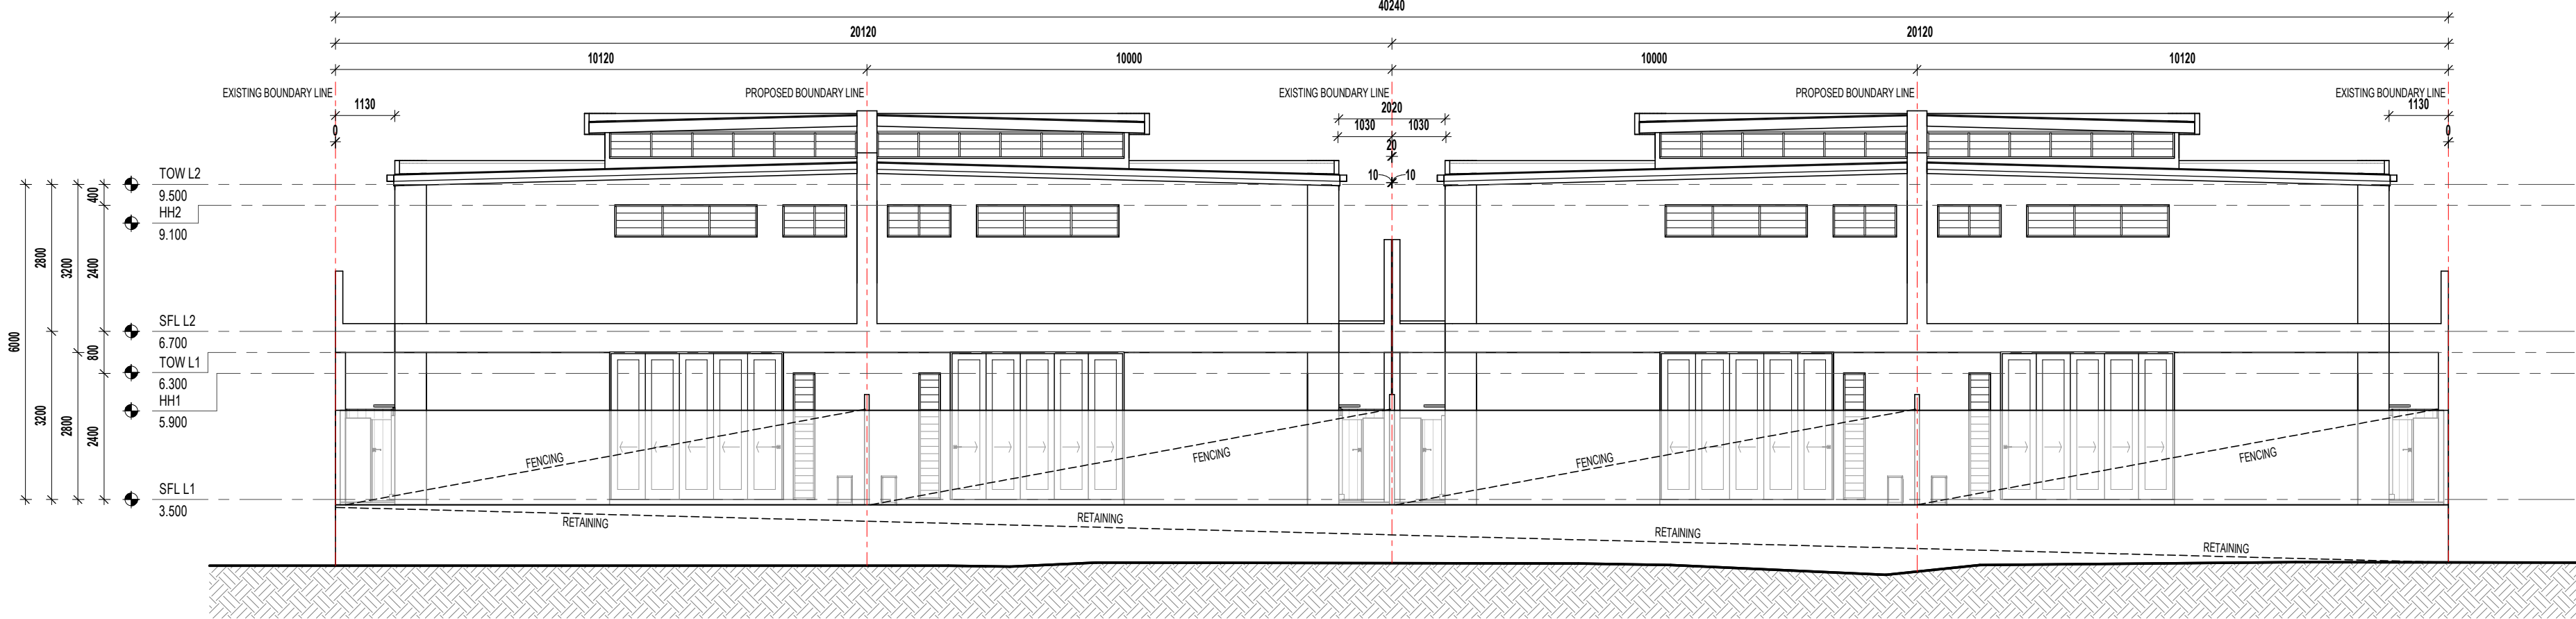 40240
20120
20120
10120
10000
10000
10120
EXISTING BOUNDARY LINE
PROPOSED BOUNDARY LINE
EXISTING BOUNDARY LINE
PROPOSED BOUNDARY LINE
EXISTING BOUNDARY LINE
1130
2020
1130
0
1030
1030
0
20
10
10
TOW L2
9.500
HH2
9.100
SFL L2
6.700
TOW L1
6.300
HH1
5.900
SFL L1
3.500
6000
2800
3200
3200
2800
400
2400
800
2400
FENCING
FENCING
FENCING
FENCING
RETAINING
RETAINING
RETAINING
RETAINING